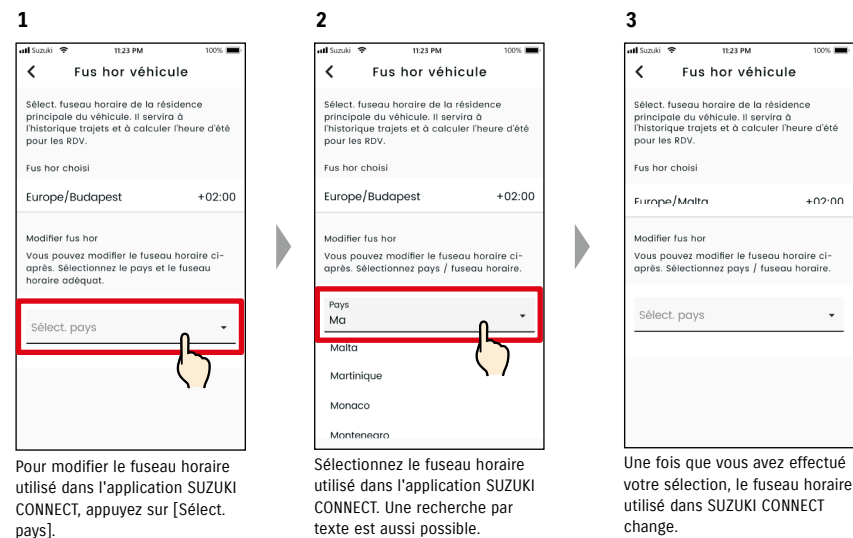 1
Suzuki 11:23 PM 100%
Fus hor véhicule
Sélect. fuseau horaire de la résidence
principale du véhicule. Il servira à
l'historique trajets et à calculer l'heure d'été
pour les RDV.
Fus hor choisi
Europe/Budapest +02:00
Modifier fus hor
Vous pouvez modifier le fuseau horaire ci-
après. Sélectionnez le pays et le fuseau
horaire adéquat.
Sélect. pays
Pour modifier le fuseau horaire
utilisé dans l'application SUZUKI
CONNECT, appuyez sur [Sélect.
pays].
2
Suzuki 11:23 PM 100%
Fus hor véhicule
Sélect. fuseau horaire de la résidence
principale du véhicule. Il servira à
l'historique trajets et à calculer l'heure d'été
pour les RDV.
Fus hor choisi
Europe/Budapest +02:00
Modifier fus hor
Vous pouvez modifier le fuseau horaire ci-
après. Sélectionnez pays / fuseau horaire.
Pays
Ma
Malta
Martinique
Monaco
Montenegro
Sélectionnez le fuseau horaire
utilisé dans l'application SUZUKI
CONNECT. Une recherche par
texte est aussi possible.
3
Suzuki 11:23 PM 100%
Fus hor véhicule
Sélect. fuseau horaire de la résidence
principale du véhicule. Il servira à
l'historique trajets et à calculer l'heure d'été
pour les RDV.
Fus hor choisi
Europe/Malta +02:00
Modifier fus hor
Vous pouvez modifier le fuseau horaire ci-
après. Sélectionnez pays / fuseau horaire.
Sélect. pays
Une fois que vous avez effectué
votre sélection, le fuseau horaire
utilisé dans SUZUKI CONNECT
change.